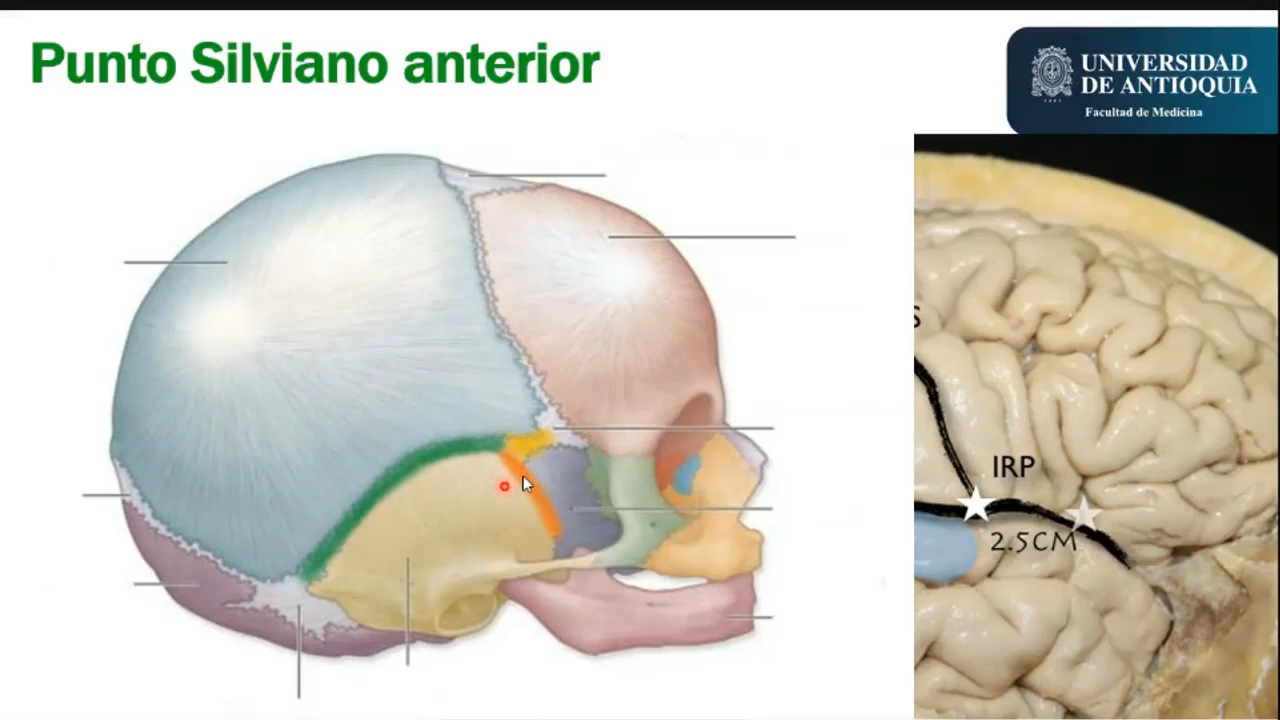 Punto Silviano anterior
UNIVERSIDAD
DE ANTIOQUIA
Facultad de Medicina
S
IRP
2.5CM